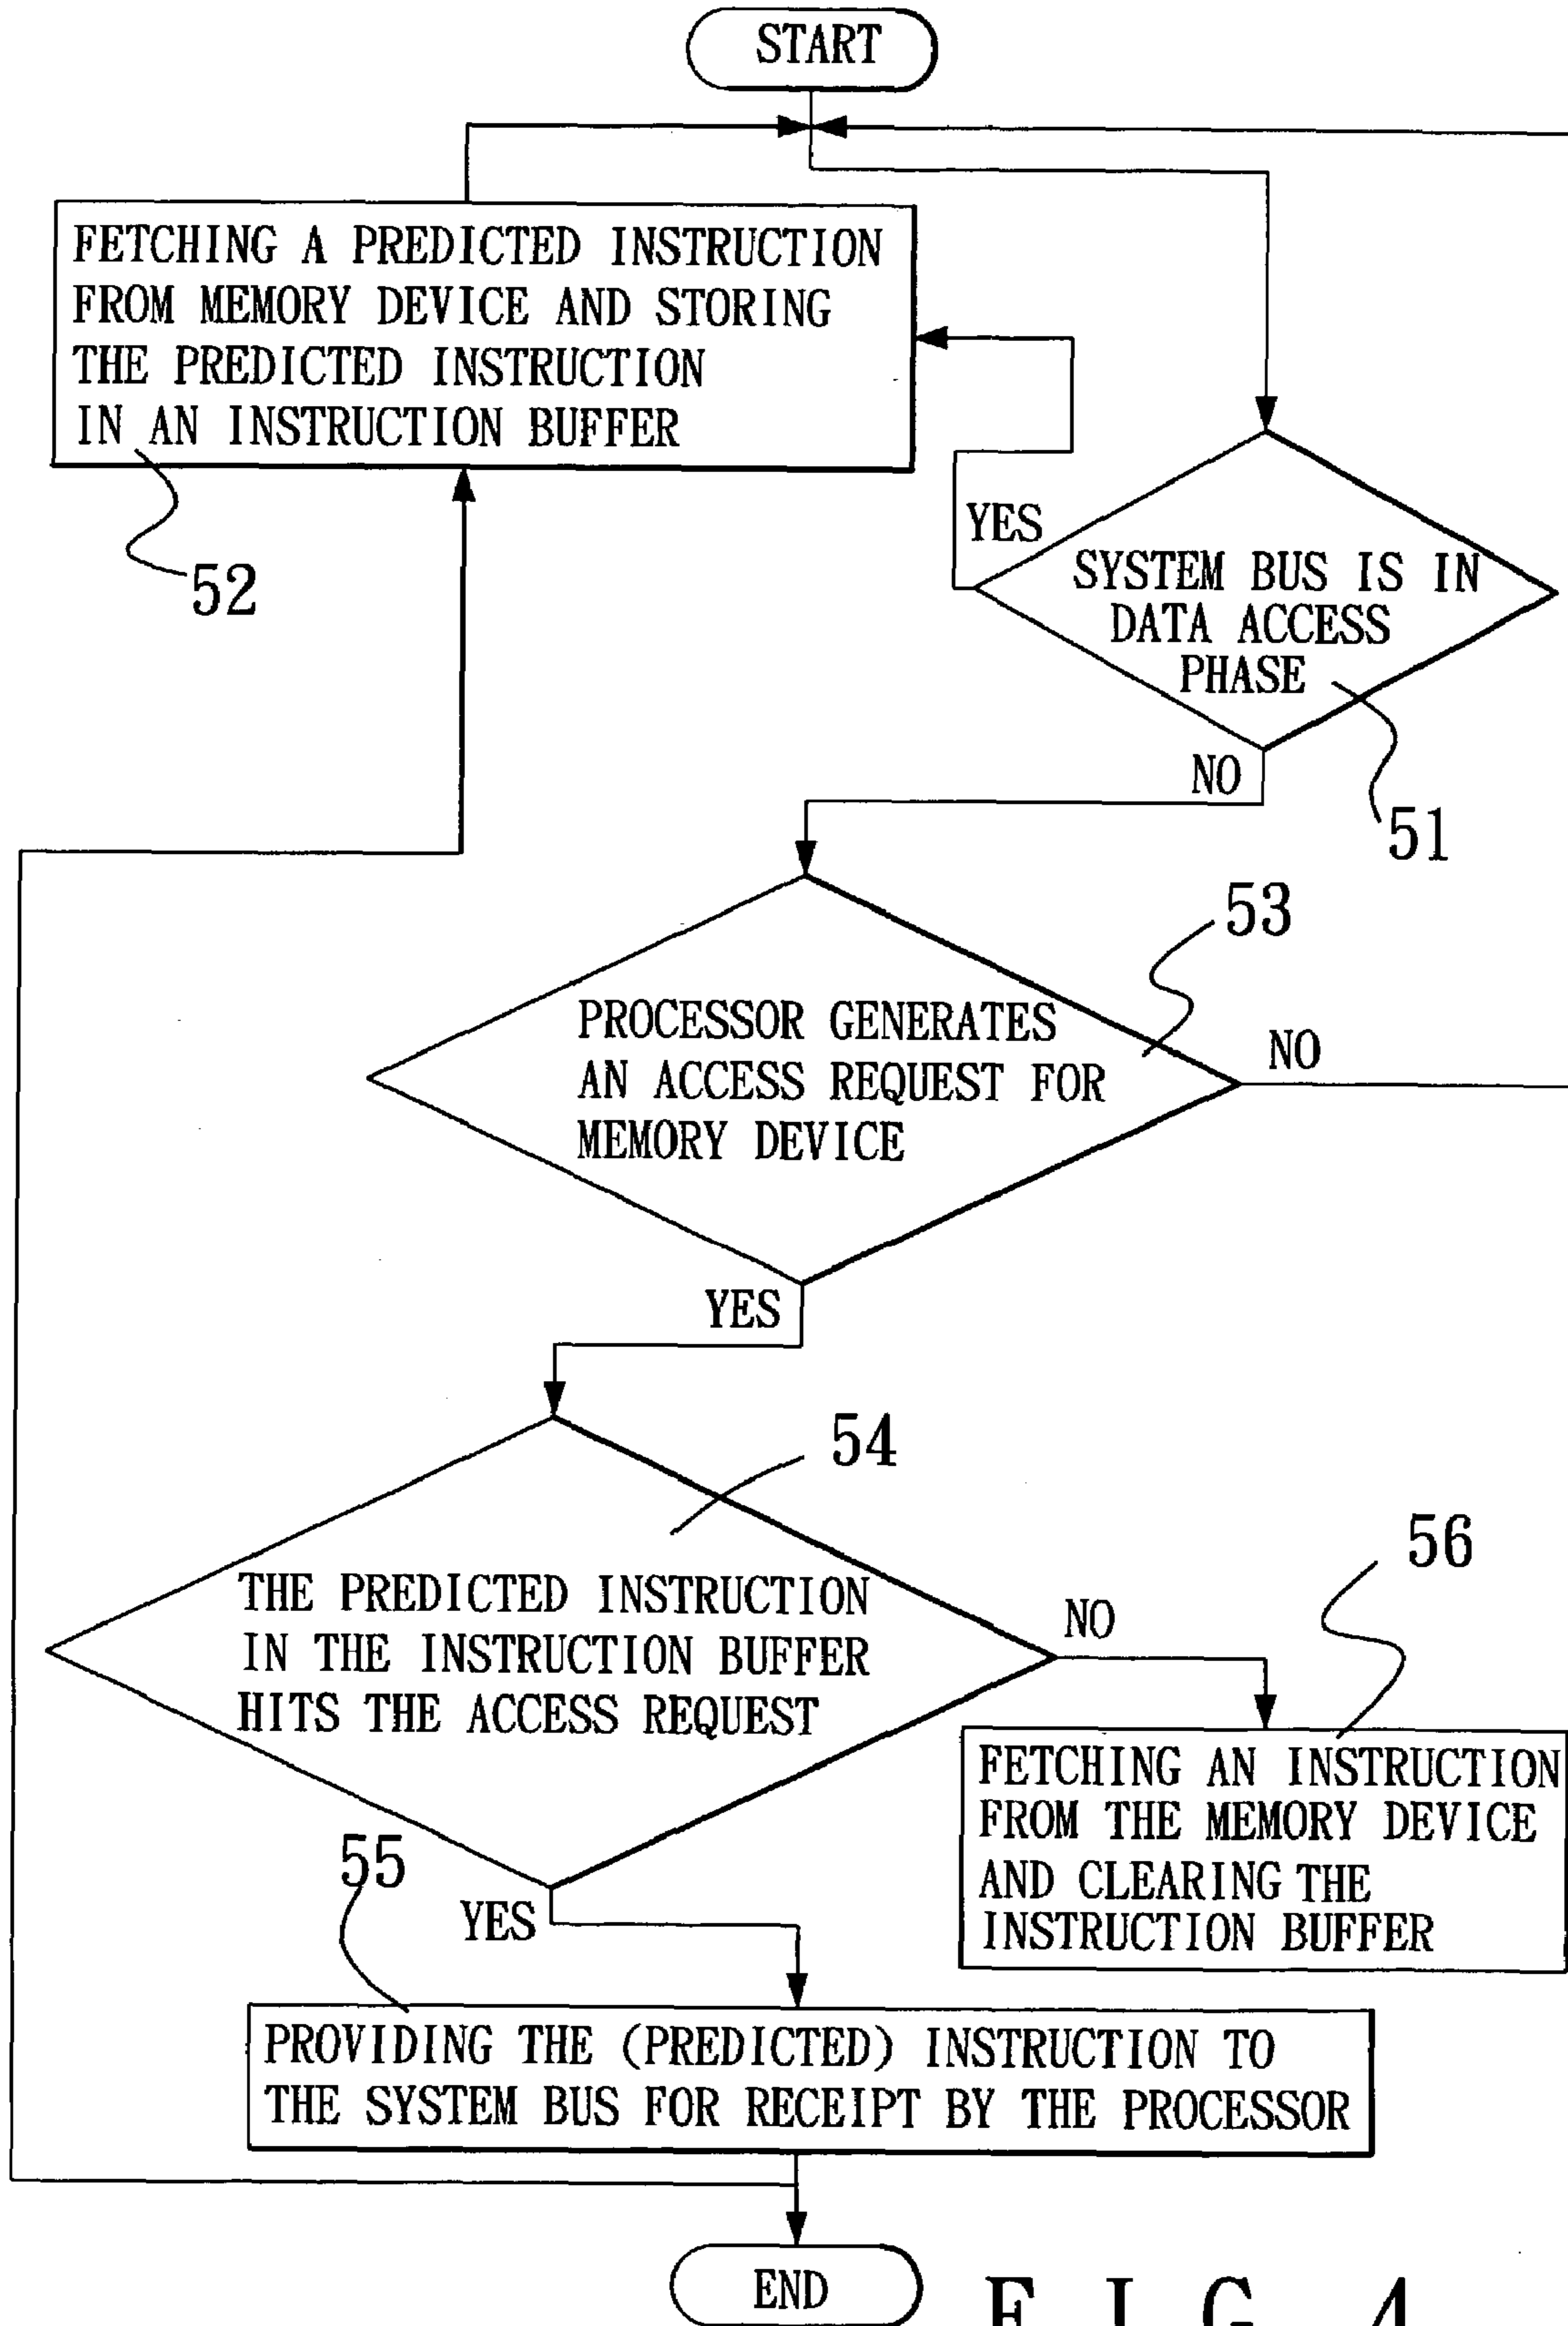 START
FETCHING A PREDICTED INSTRUCTION
FROM MEMORY DEVICE AND STORING
THE PREDICTED INSTRUCTION
IN AN INSTRUCTION BUFFER
52
YES
SYSTEM BUS IS IN
DATA ACCESS
PHASE
51
NO
53
PROCESSOR GENERATES
AN ACCESS REQUEST FOR
MEMORY DEVICE
NO
YES
54
THE PREDICTED INSTRUCTION
IN THE INSTRUCTION BUFFER
HITS THE ACCESS REQUEST
NO
56
FETCHING AN INSTRUCTION
FROM THE MEMORY DEVICE
AND CLEARING THE
INSTRUCTION BUFFER
55
YES
PROVIDING THE (PREDICTED) INSTRUCTION TO
THE SYSTEM BUS FOR RECEIPT BY THE PROCESSOR
END
FIG. 4